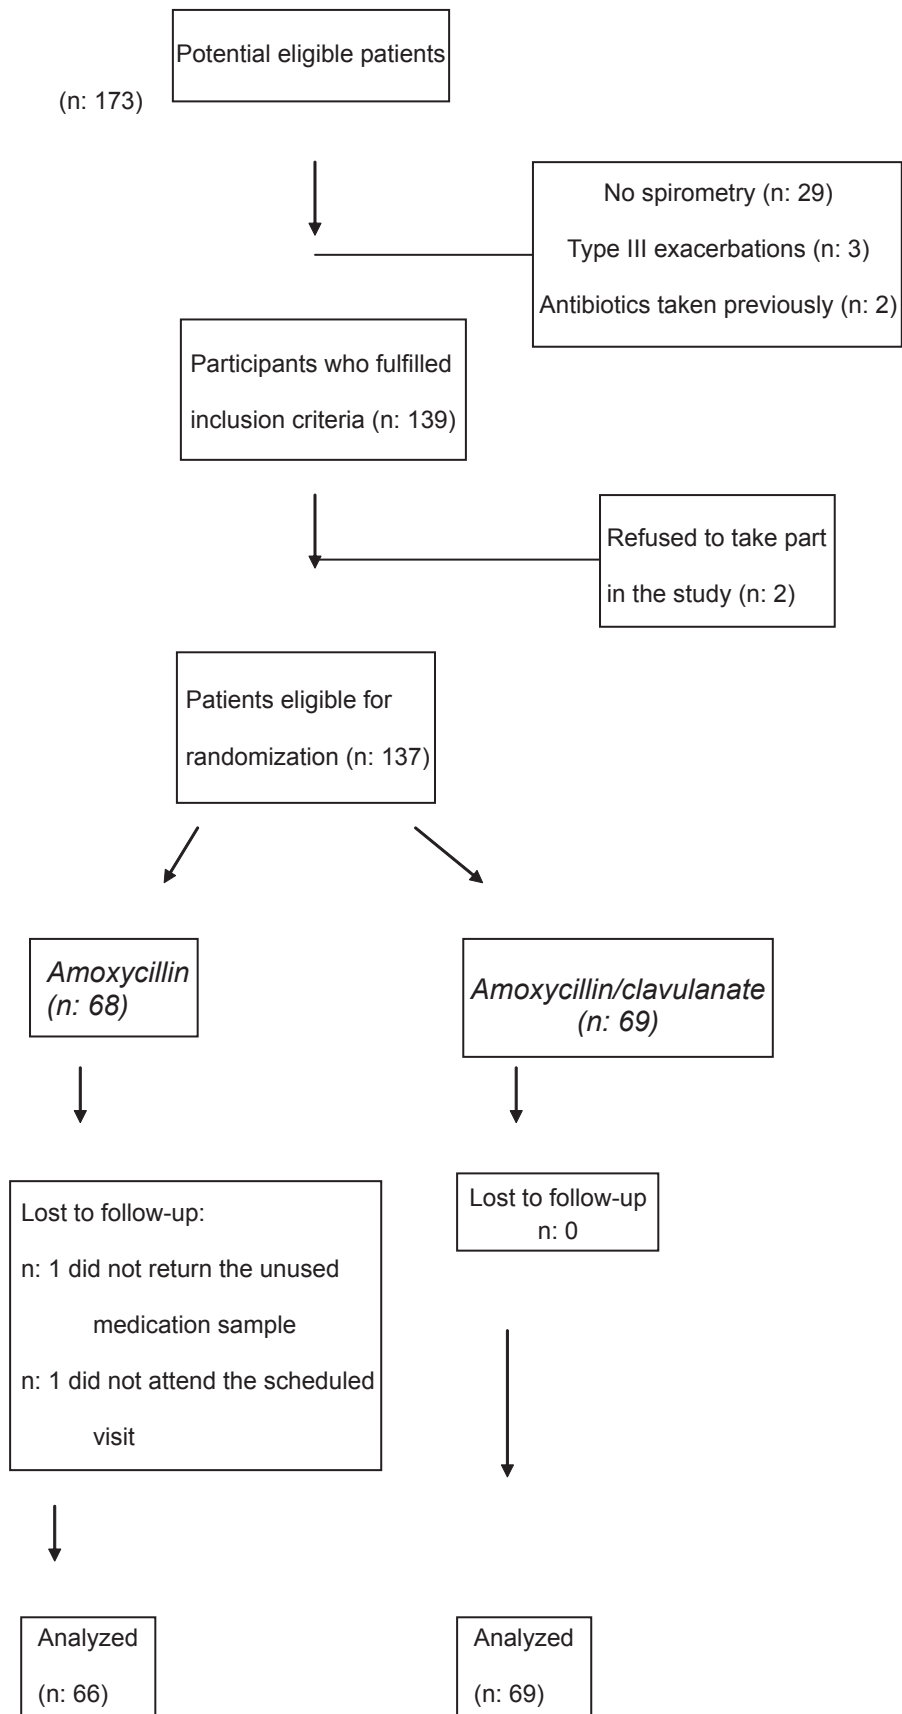 Potential eligible patients
(n: 173)
No spirometry (n: 29)
Type III exacerbations (n: 3)
Antibiotics taken previously (n: 2)
Participants who fulfilled
inclusion criteria (n: 139)
Refused to take part
in the study (n: 2)
Patients eligible for
randomization (n: 137)
Amoxycillin
(n: 68)
Amoxycillin/clavulanate
(n: 69)
Lost to follow-up:
n: 1 did not return the unused
medication sample
n: 1 did not attend the scheduled
visit
Lost to follow-up
n: 0
Analyzed
(n: 66)
Analyzed
(n: 69)